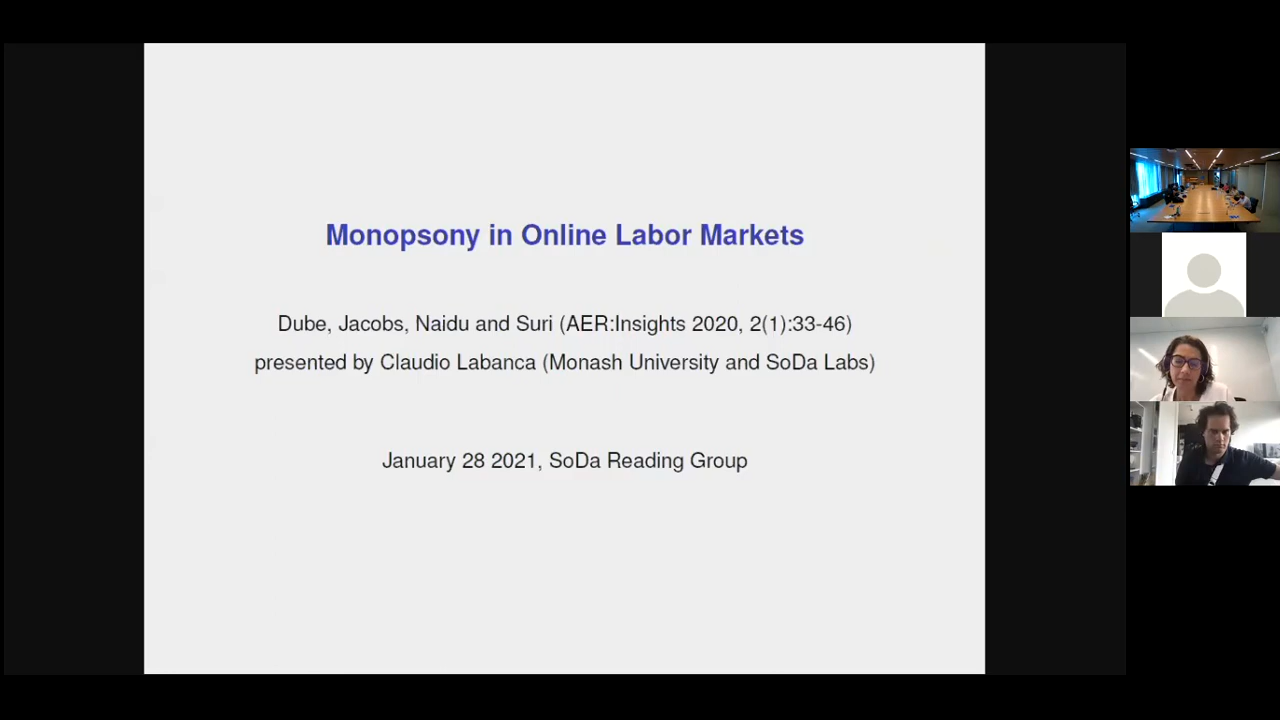 Monopsony in Online Labor Markets
Dube, Jacobs, Naidu and Suri (AER:Insights 2020, 2(1):33-46)
presented by Claudio Labanca (Monash University and SoDa Labs)
January 28 2021, SoDa Reading Group